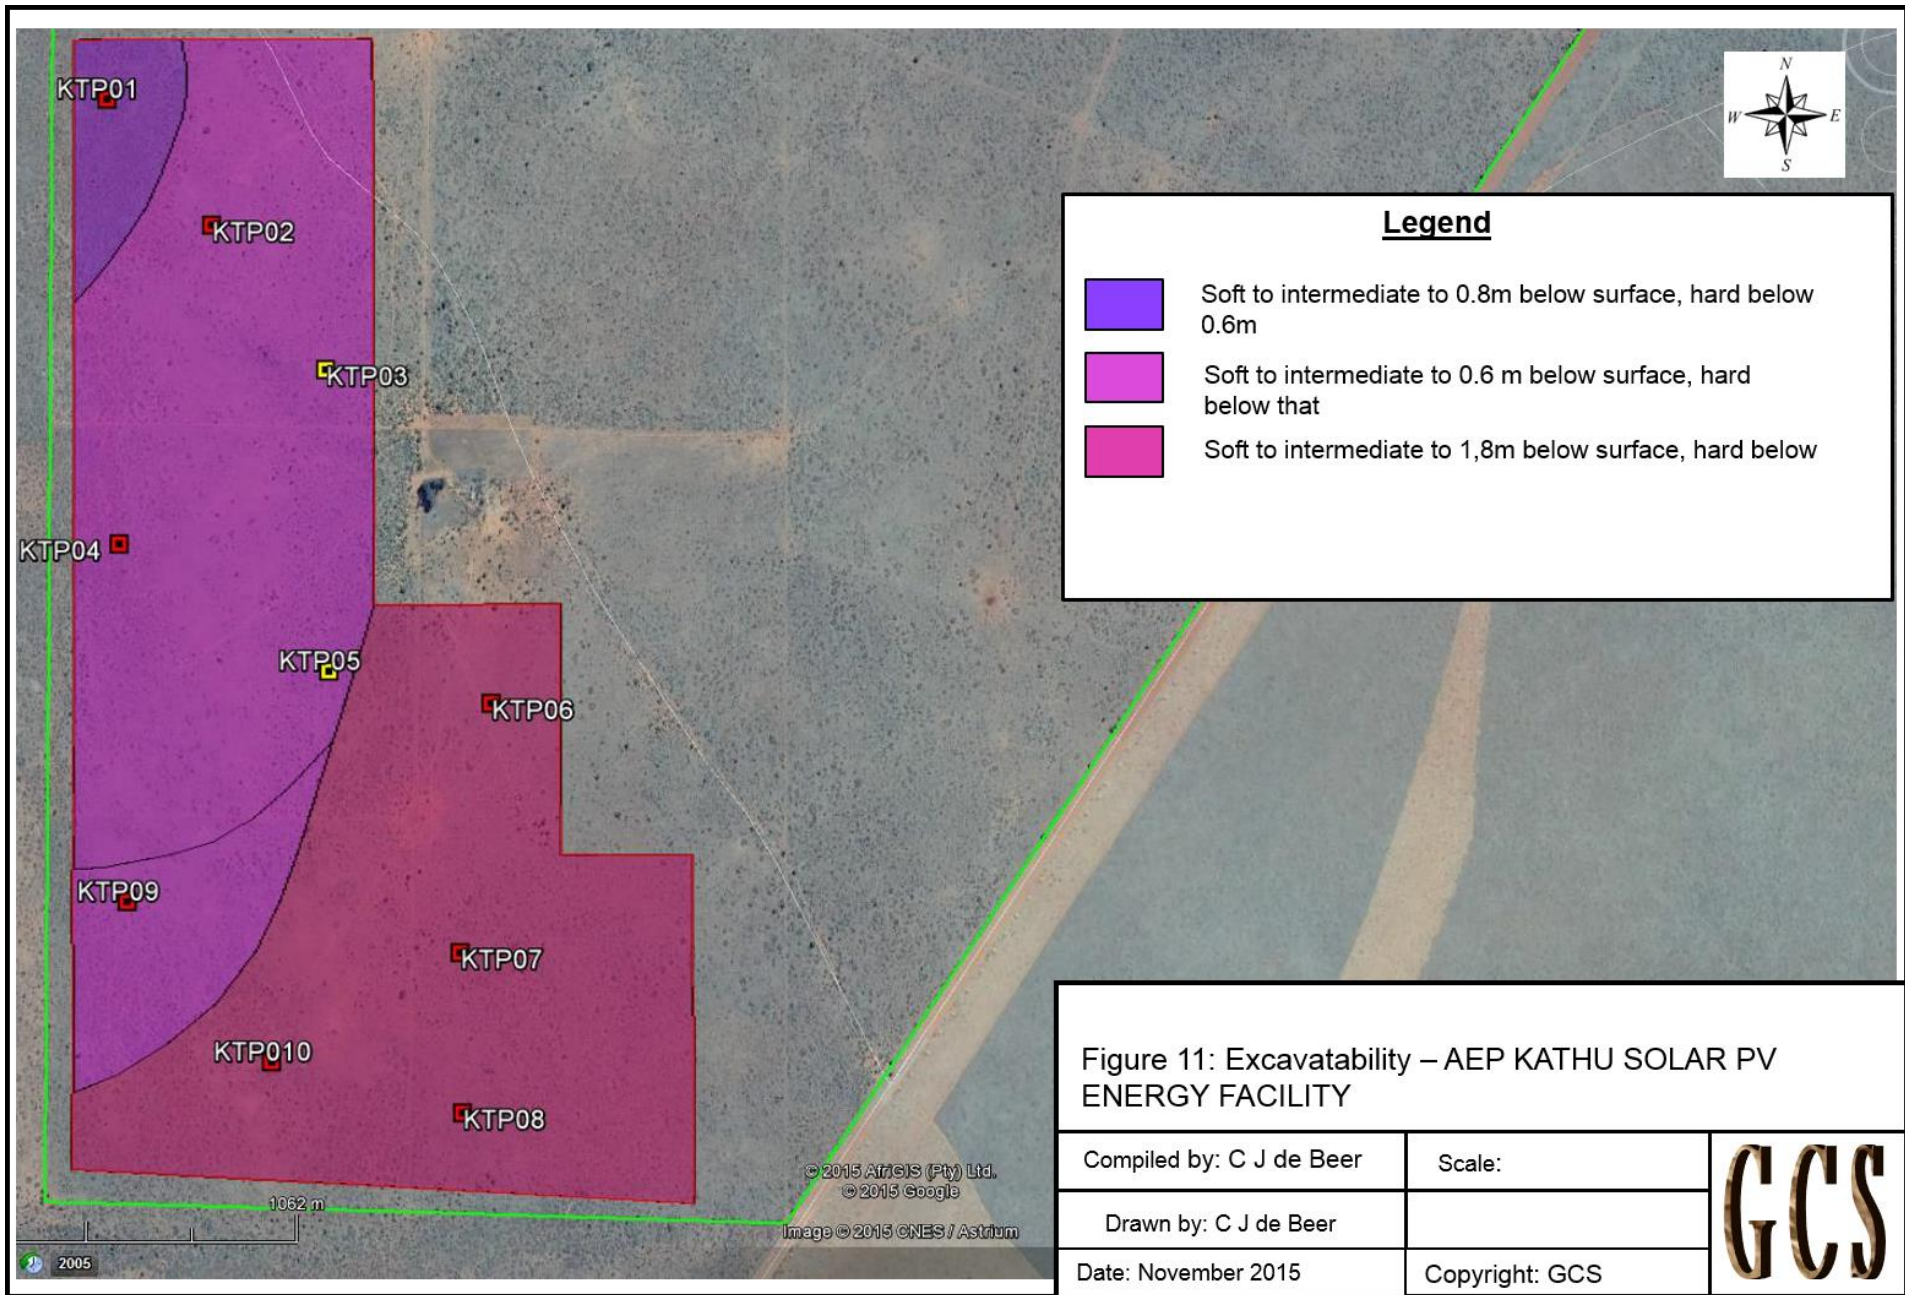 KTP01
N
W E
S
KTP02
Legend
Soft to intermediate to 0.8m below surface, hard below
0.6m
Soft to intermediate to 0.6 m below surface, hard
below that
Soft to intermediate to 1,8m below surface, hard below
KTP03
KTP04
KTP05
KTP06
KTP09
KTP07
KTP010
KTP08
© 2015 AfriGIS (Pty) Ltd.
© 2015 Google
Image © 2015 CNES / Astrium
1062 m
2005
Figure 11: Excavatability – AEP KATHU SOLAR PV
ENERGY FACILITY
Compiled by: C J de Beer
Scale:
Drawn by: C J de Beer
Date: November 2015
Copyright: GCS
GCS